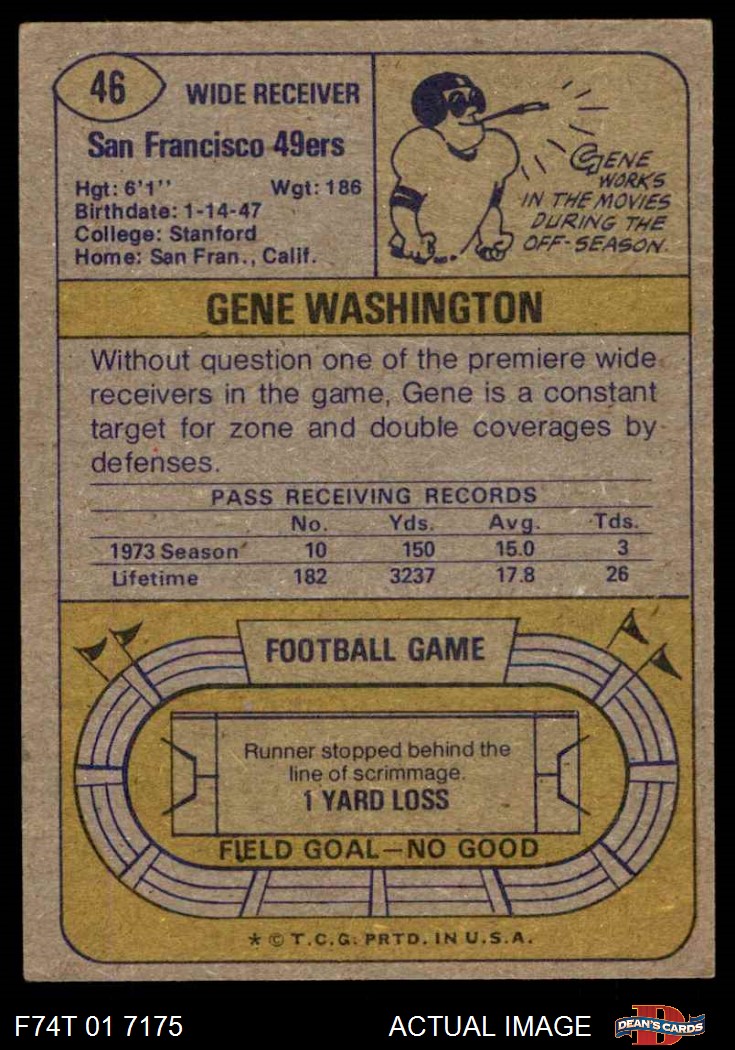 46
WIDE RECEIVER
San Francisco 49ers
Hgt: 6'1'' Wgt: 186
Birthdate: 1-14-47
College: Stanford
Home: San Fran., Calif.
GENE
WORKS
IN THE MOVIES
DURING THE
OFF-SEASON.
GENE WASHINGTON
Without question one of the premiere wide
receivers in the game, Gene is a constant
target for zone and double coverages by
defenses.
PASS RECEIVING RECORDS
No. Yds. Avg. Tds.
1973 Season 10 150 15.0 3
Lifetime 182 3237 17.8 26
FOOTBALL GAME
Runner stopped behind the
line of scrimmage.
1 YARD LOSS
FIELD GOAL—NO GOOD
* © T.C.G. PRTD. IN U.S.A.
F74T 01 7175 ACTUAL IMAGE
D
DEAN'S CARDS